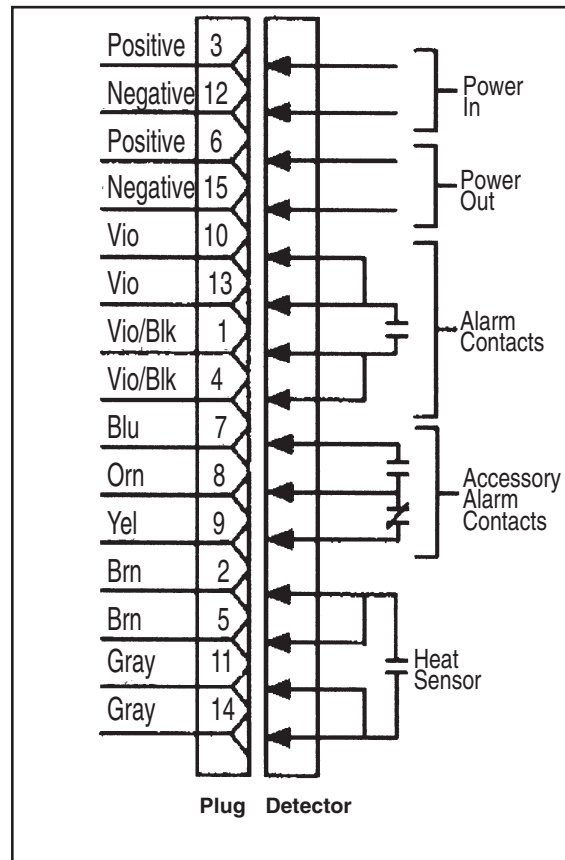 Positive 3
Negative 12
Power
In
Positive 6
Negative 15
Power
Out
Vio 10
Vio 13
Vio/Blk 1
Alarm
Contacts
Vio/Blk 4
Blu 7
Orn 8
Accessory
Alarm
Contacts
Yel 9
Brn 2
Brn 5
Gray 11
Heat
Sensor
Gray 14
Plug Detector